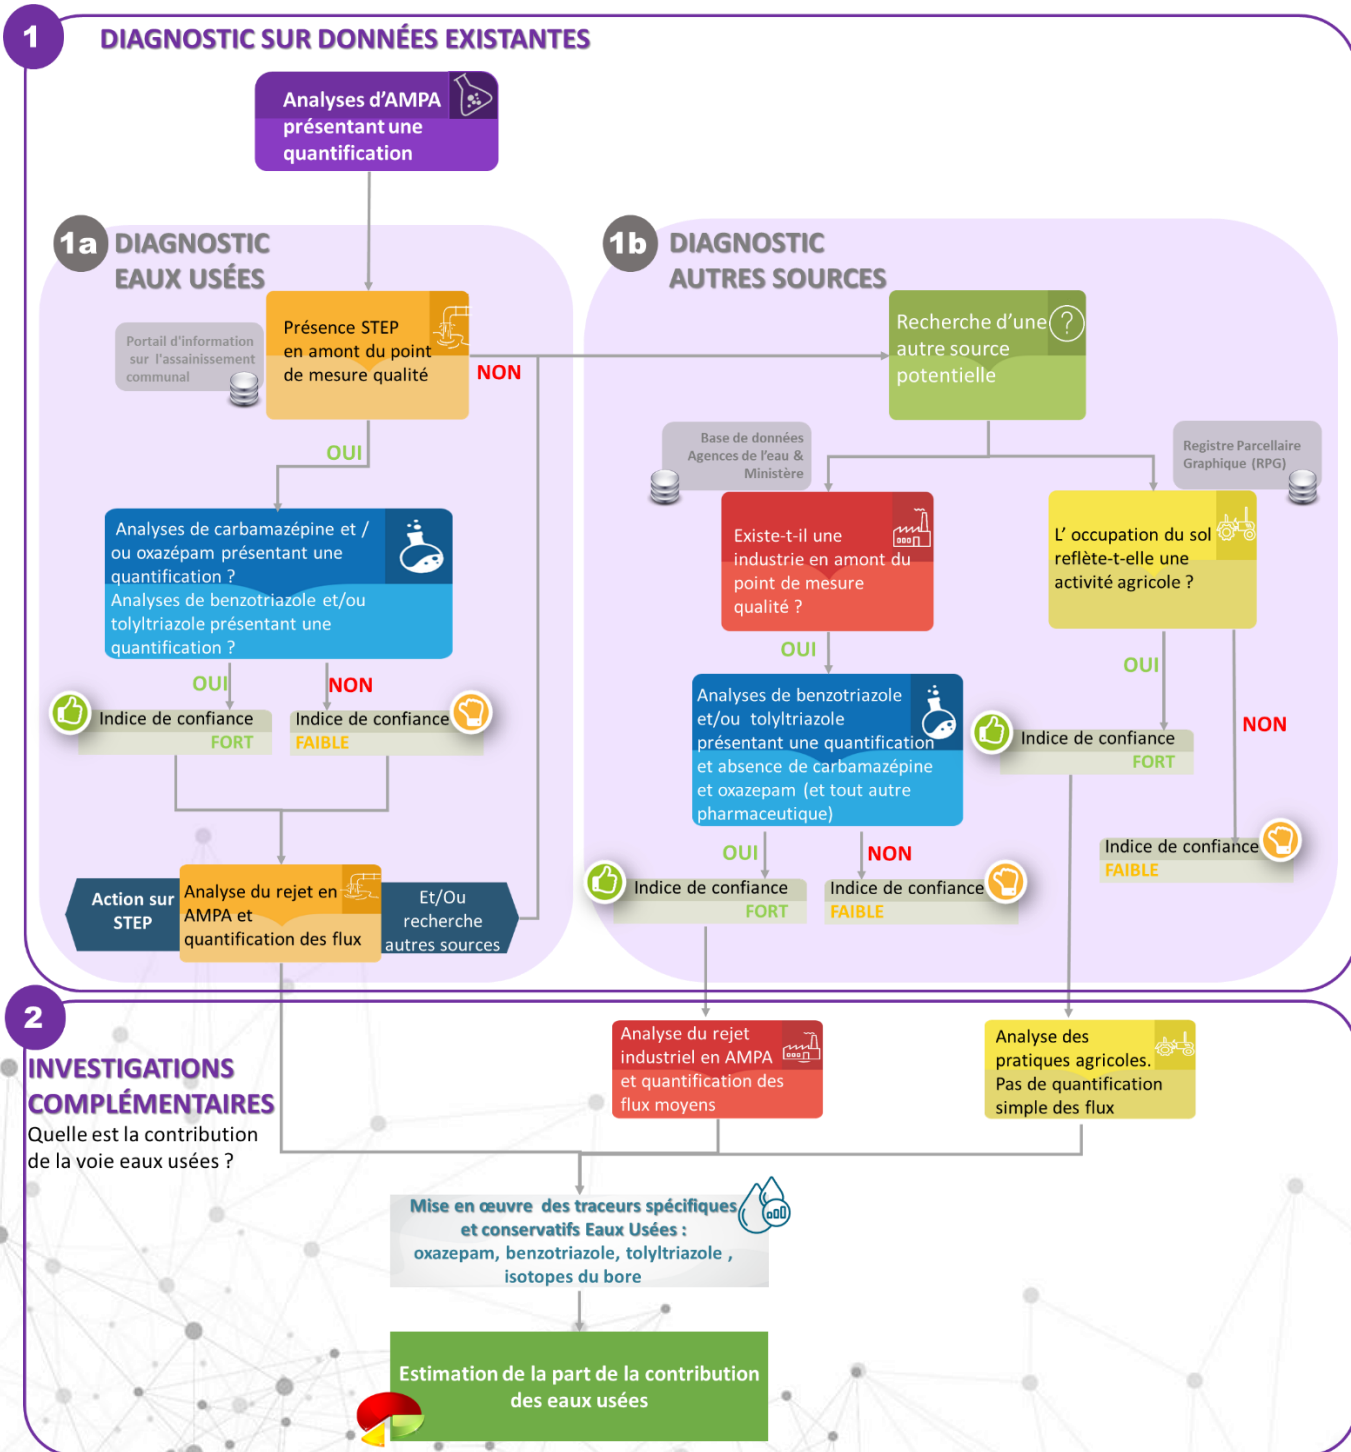 1
DIAGNOSTIC SUR DONNÉES EXISTANTES
Analyses d'AMPA
présentant une
quantification
1a
DIAGNOSTIC
EAUX USÉES
Présence STEP
en amont du point
de mesure qualité
Portail d'information
sur l'assainissement
communal
NON
OUI
Analyses de carbamazépine et /
ou oxazépam présentant une
quantification ?
Analyses de benzotriazole et/ou
tolyltriazole présentant une
quantification ?
OUI
NON
Indice de confiance
FORT
Indice de confiance
FAIBLE
Action sur
STEP
Analyse du rejet en
AMPA et
quantification des flux
Et/Ou
recherche
autres sources
1b
DIAGNOSTIC
AUTRES SOURCES
Recherche d'une
autre source
potentielle
?
Base de données
Agences de l'eau &
Ministère
Registre Parcellaire
Graphique (RPG)
Existe-t-il une
industrie en amont du
point de mesure
qualité ?
L' occupation du sol
reflète-t-elle une
activité agricole ?
OUI
Analyses de benzotriazole
et/ou tolyltriazole
présentant une quantification
et absence de carbamazépine
et oxazepam (et tout autre
pharmaceutique)
OUI
NON
Indice de confiance
FORT
Indice de confiance
FAIBLE
OUI
NON
Indice de confiance
FORT
Indice de confiance
FAIBLE
2
INVESTIGATIONS
COMPLÉMENTAIRES
Quelle est la contribution
de la voie eaux usées ?
Analyse du rejet
industriel en AMPA
et quantification des
flux moyens
Analyse des
pratiques agricoles.
Pas de quantification
simple des flux
Mise en œuvre des traceurs spécifiques
et conservatifs Eaux Usées :
oxazepam, benzotriazole, tolyltriazole ,
isotopes du bore
Estimation de la part de la contribution
des eaux usées